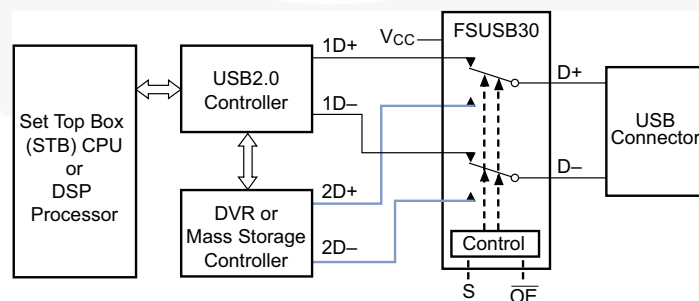 Set Top Box
(STB) CPU
or
DSP
Processor
USB2.0
Controller
DVR or
Mass Storage
Controller
1D+
1D–
2D+
2D–
VCC
FSUSB30
Control
S
OE
D+
D–
USB
Connector